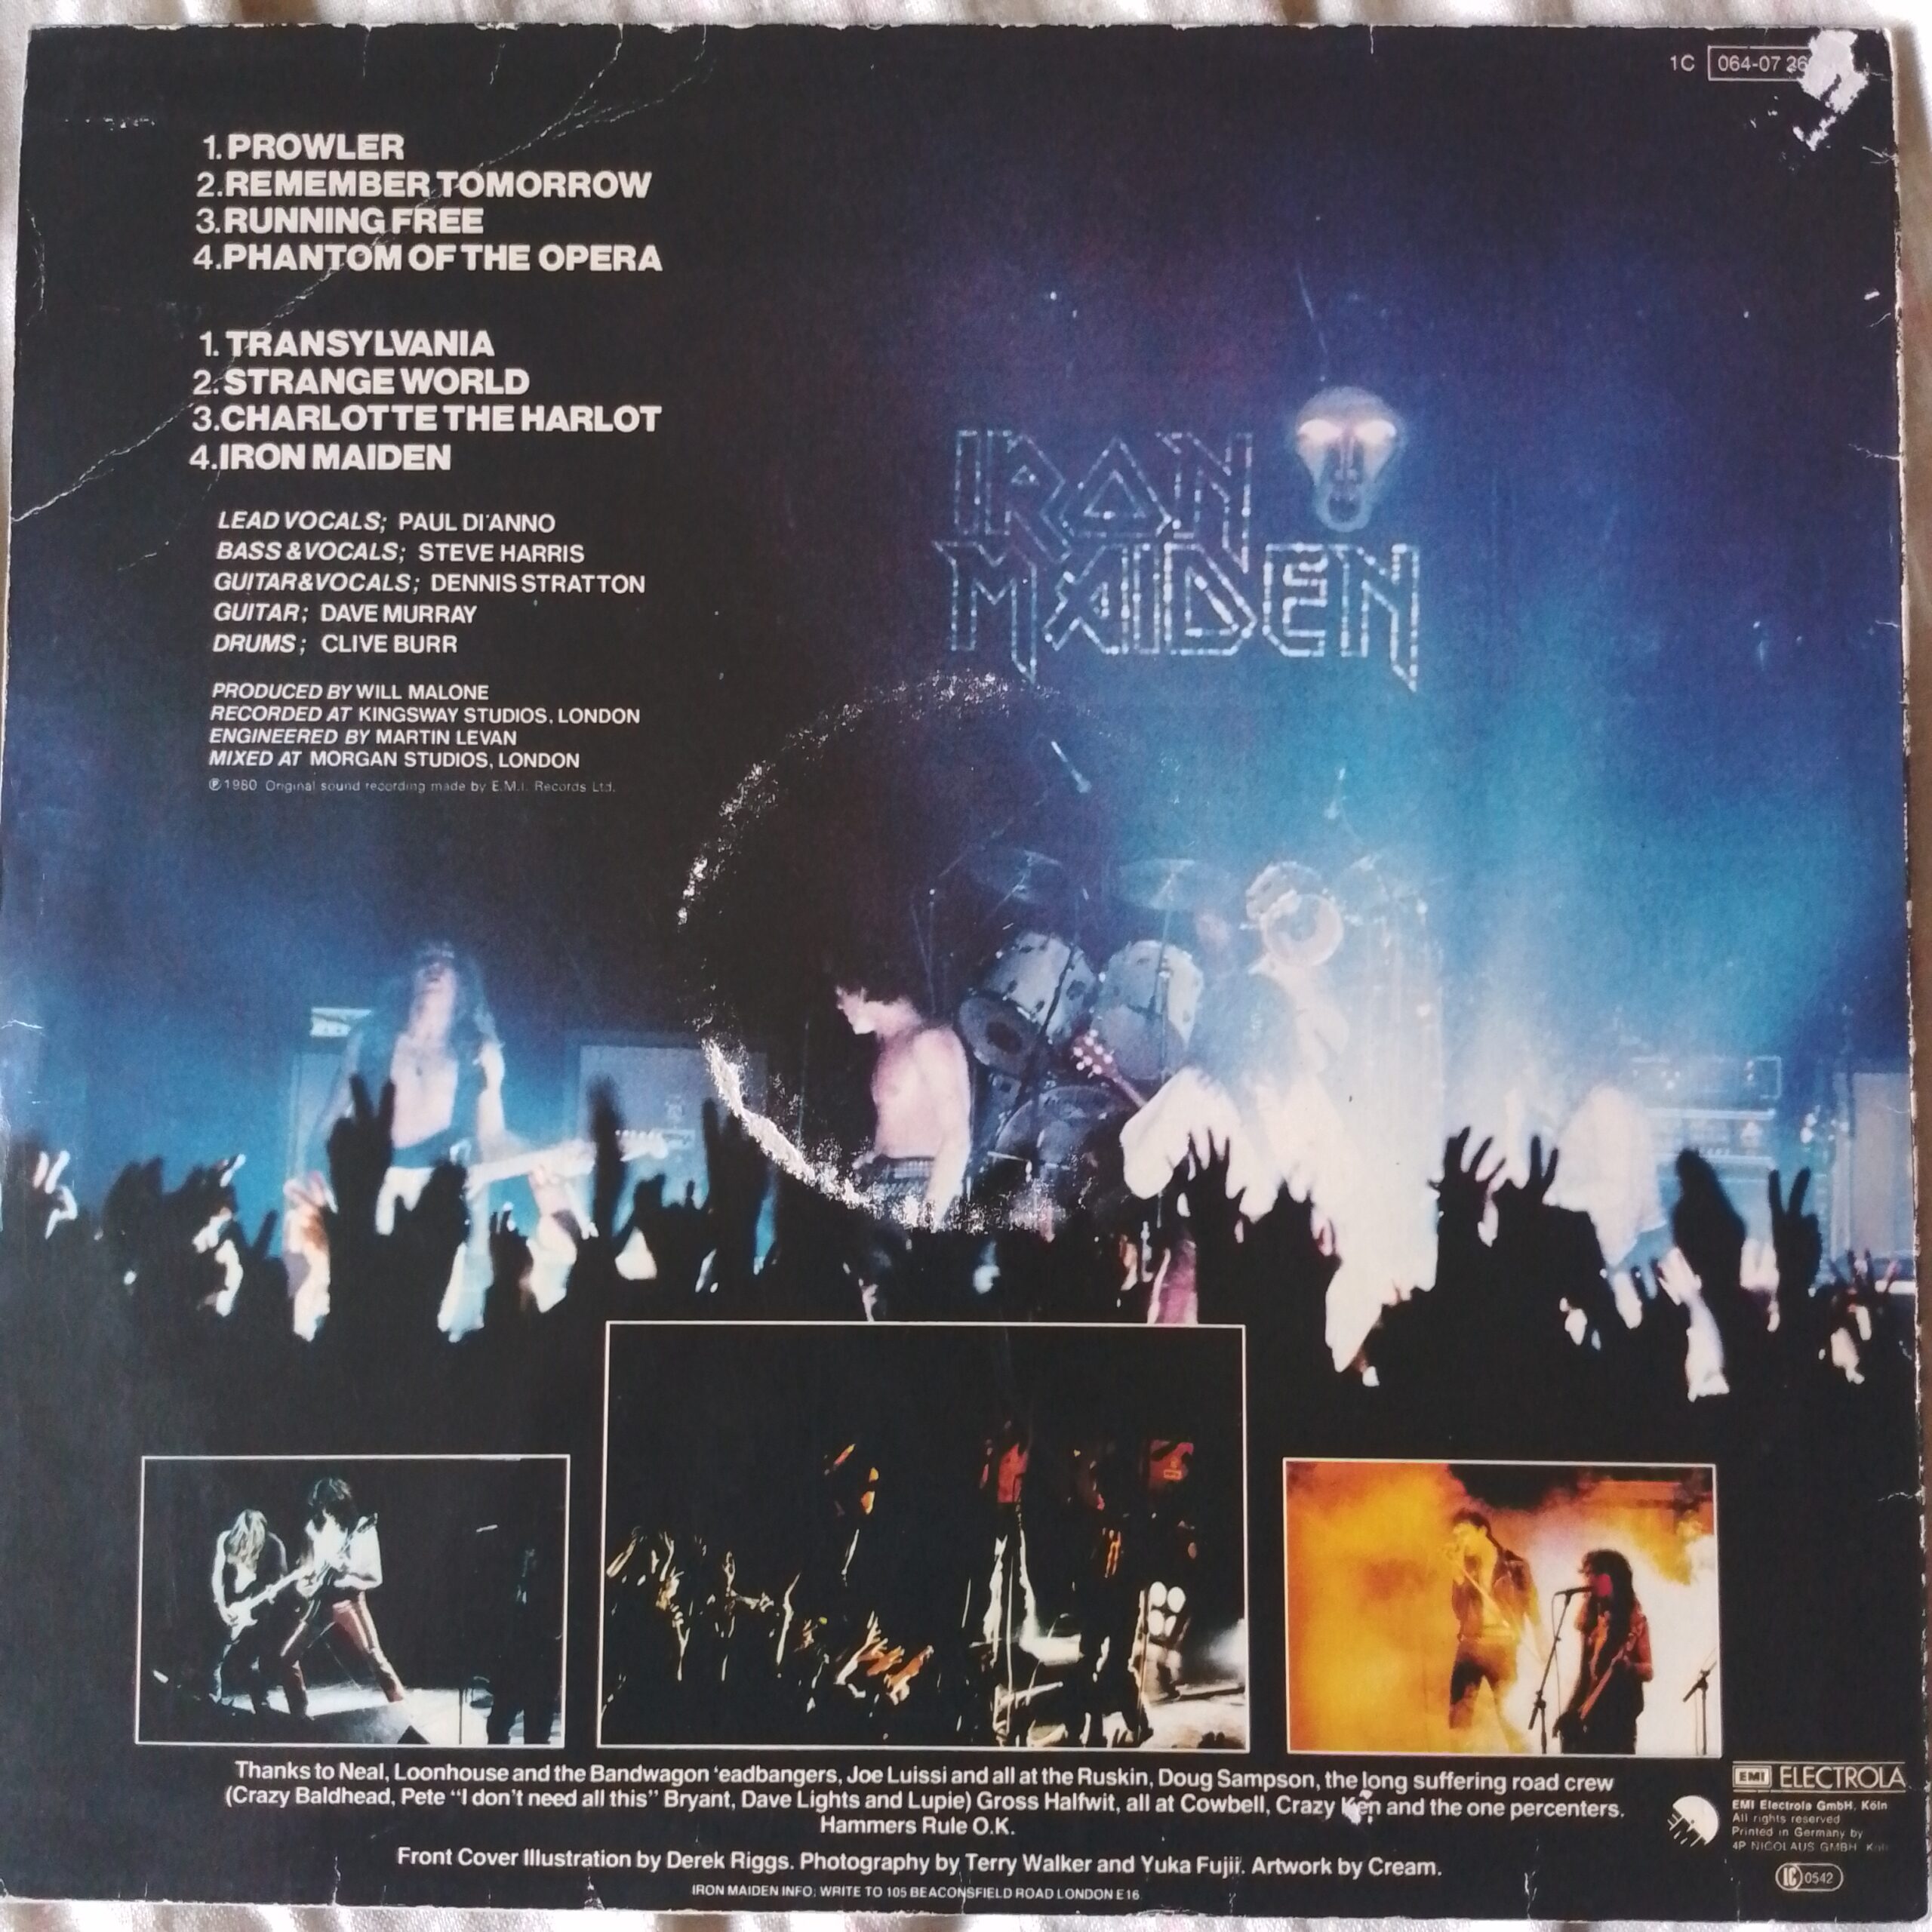 1C 064-07 26
1. PROWLER
2. REMEMBER TOMORROW
3. RUNNING FREE
4. PHANTOM OF THE OPERA
1. TRANSYLVANIA
2. STRANGE WORLD
3. CHARLOTTE THE HARLOT
4. IRON MAIDEN
IRON
MAIDEN
LEAD VOCALS; PAUL DI'ANNO
BASS & VOCALS; STEVE HARRIS
GUITAR & VOCALS; DENNIS STRATTON
GUITAR; DAVE MURRAY
DRUMS; CLIVE BURR
PRODUCED BY WILL MALONE
RECORDED AT KINGSWAY STUDIOS, LONDON
ENGINEERED BY MARTIN LEVAN
MIXED AT MORGAN STUDIOS, LONDON
℗ 1980 Original sound recording made by E.M.I. Records Ltd.
Thanks to Neal, Loonhouse and the Bandwagon 'eadbangers, Joe Luissi and all at the Ruskin, Doug Sampson, the long suffering road crew
(Crazy Baldhead, Pete "I don't need all this" Bryant, Dave Lights and Lupie) Gross Halfwit, all at Cowbell, Crazy Ken and the one percenters.
Hammers Rule O.K.
Front Cover Illustration by Derek Riggs. Photography by Terry Walker and Yuka Fujii. Artwork by Cream.
IRON MAIDEN INFO; WRITE TO 105 BEACONSFIELD ROAD LONDON E16
EMI ELECTROLA
EMI Electrola GmbH, Köln
All rights reserved
Printed in Germany by
4P NICOLAUS GMBH Köln
IC 0542